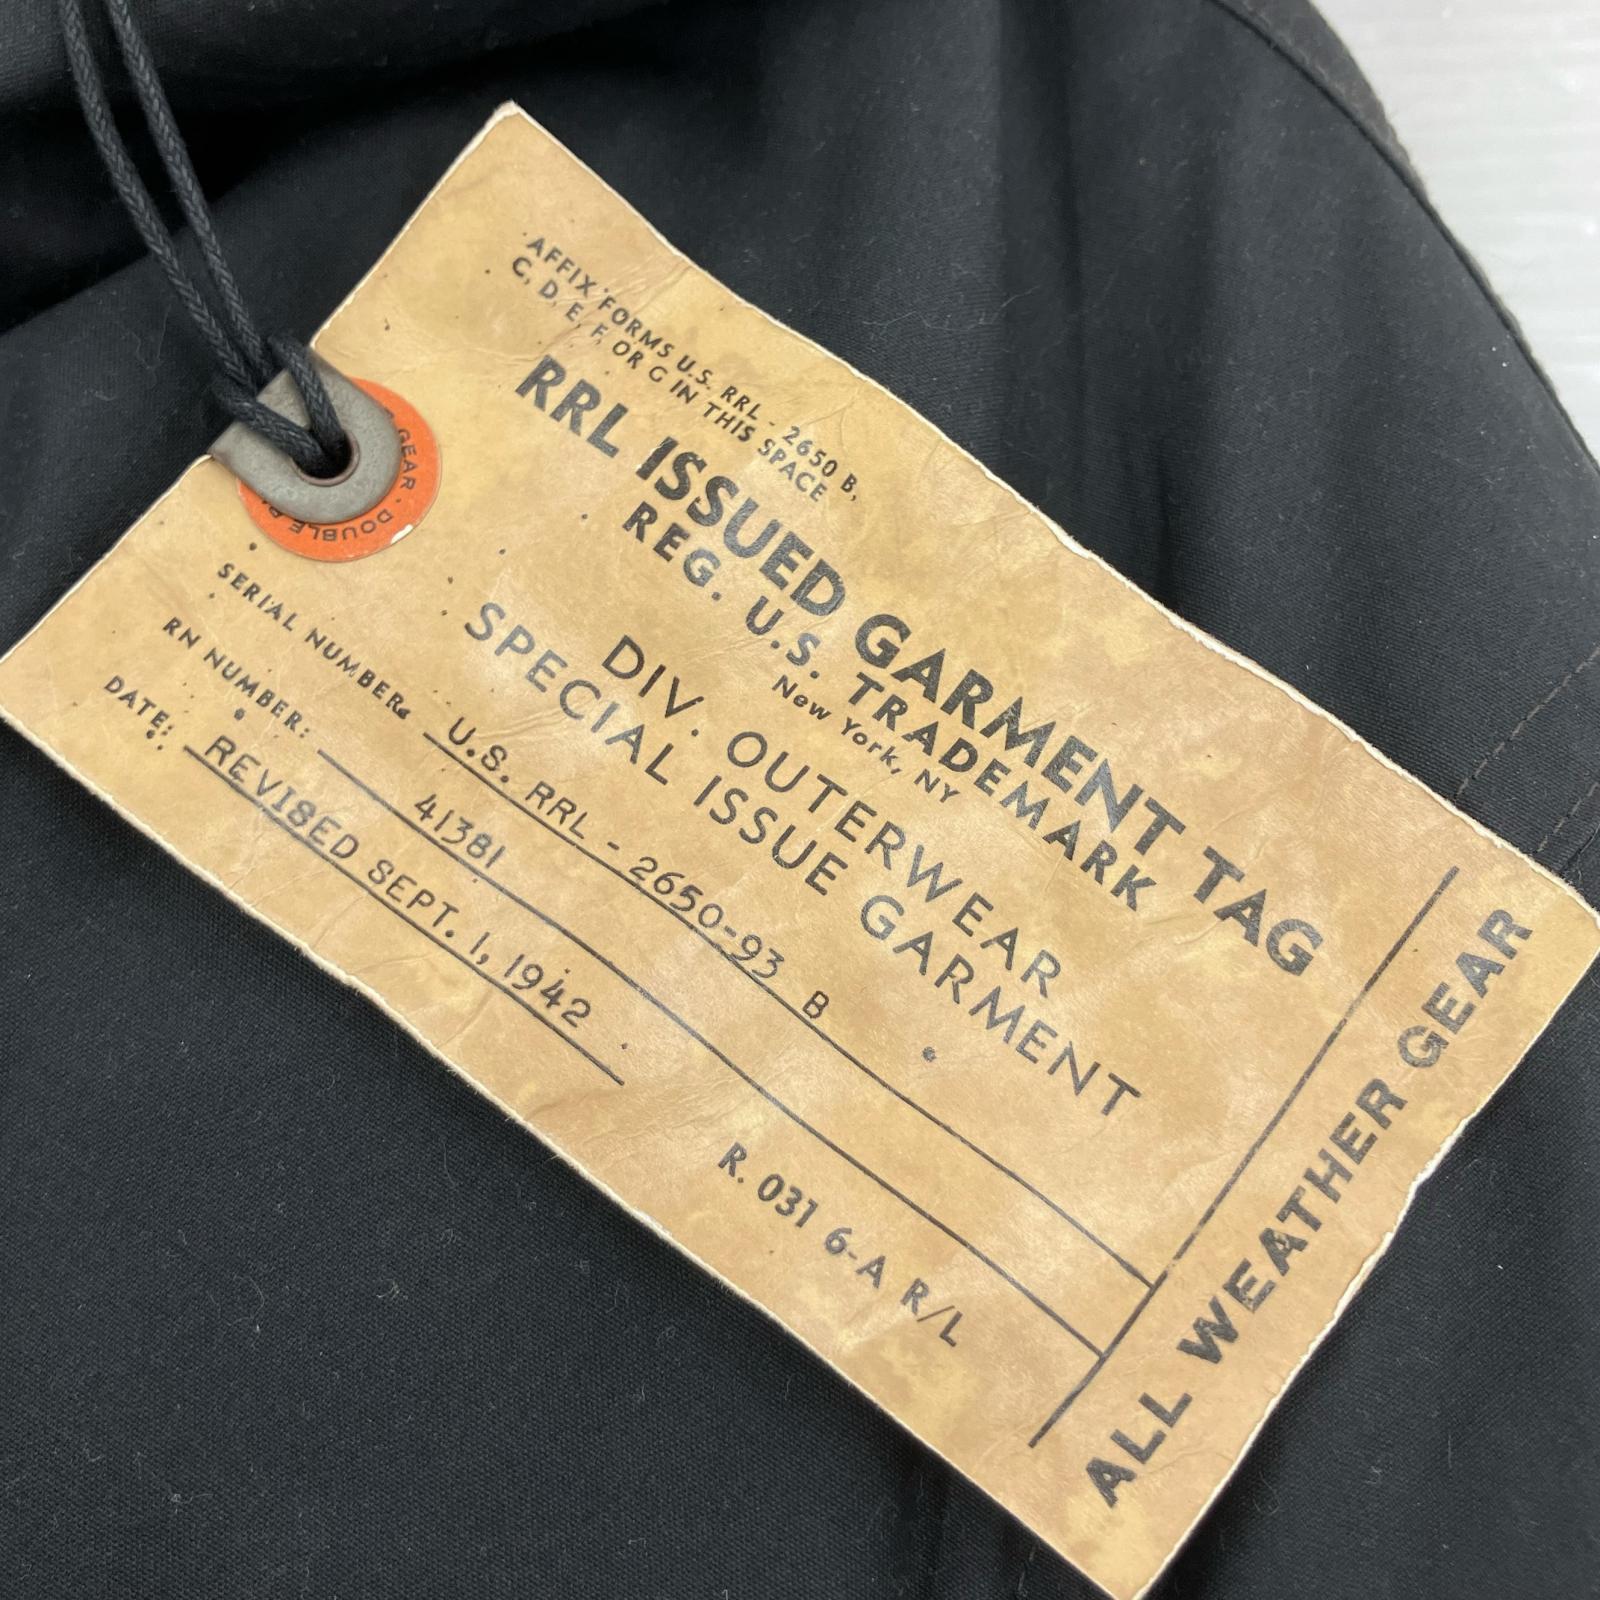 AFFIX FORMS U.S. RRL - 2650 B,
C, D, E, F, OR G IN THIS SPACE
RRL ISSUED GARMENT TAG
REG. U.S. TRADEMARK
New York, NY
DIV. OUTERWEAR
SPECIAL ISSUE GARMENT
GEAR · DOUBLE
SERIAL NUMBER: U.S. RRL - 2650-93 B
RN NUMBER: 41381
DATE: REVISED SEPT. 1, 1942
R. 031 6-A R/L
ALL WEATHER GEAR